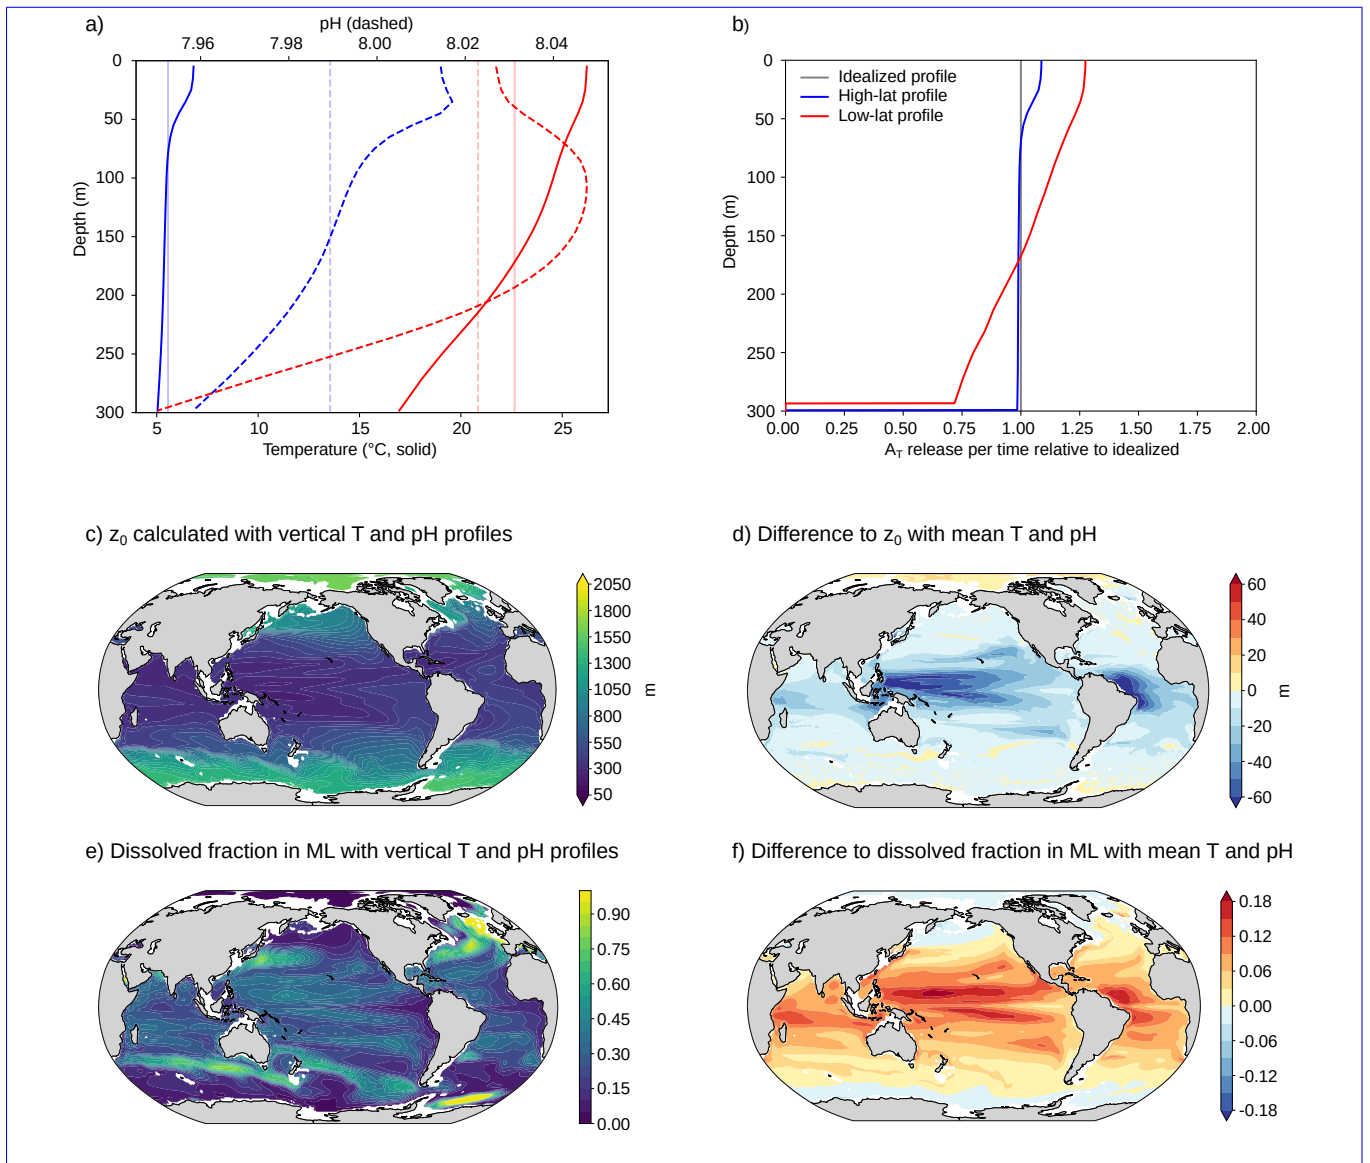 a)
pH (dashed)
7.96 7.98 8.00 8.02 8.04
0
50
100
150
200
250
300
Depth (m)
5 10 15 20 25
Temperature (°C, solid)
b)
Idealized profile
High-lat profile
Low-lat profile
0
50
100
150
200
250
300
Depth (m)
0.00 0.25 0.50 0.75 1.00 1.25 1.50 1.75 2.00
A_T release per time relative to idealized
c) z₀ calculated with vertical T and pH profiles
2050
1800
1550
1300
1050
800
550
300
50
m
d) Difference to z₀ with mean T and pH
60
40
20
0
-20
-40
-60
m
e) Dissolved fraction in ML with vertical T and pH profiles
0.90
0.75
0.60
0.45
0.30
0.15
0.00
f) Difference to dissolved fraction in ML with mean T and pH
0.18
0.12
0.06
0.00
-0.06
-0.12
-0.18